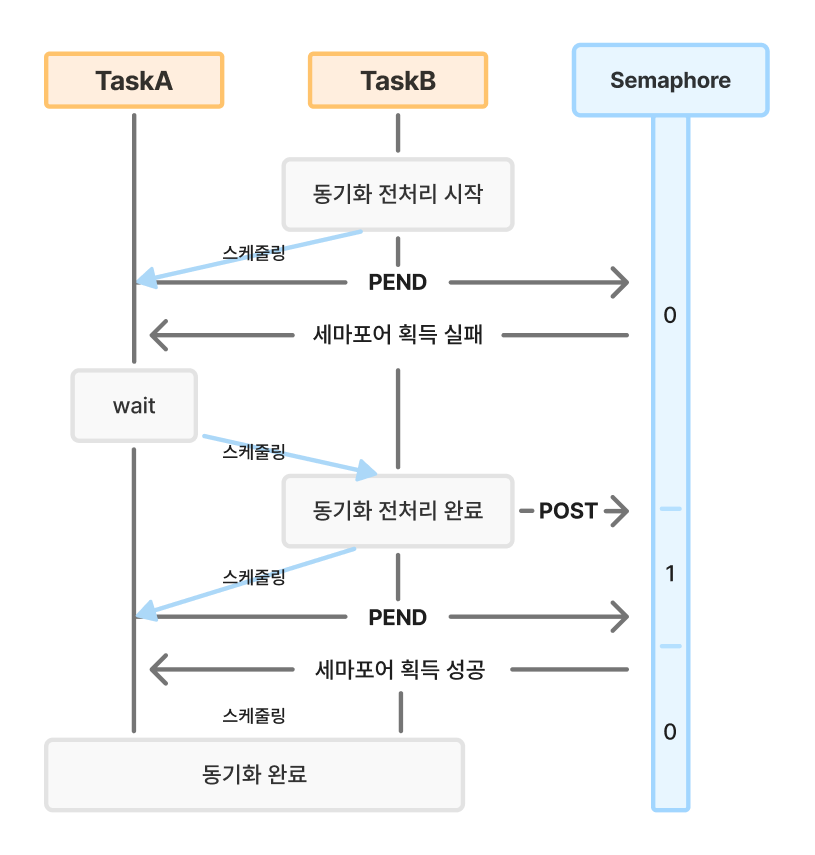 TaskA
TaskB
Semaphore
동기화 전처리 시작
스케줄링
PEND
0
세마포어 획득 실패
wait
스케줄링
동기화 전처리 완료
POST
스케줄링
1
PEND
세마포어 획득 성공
스케줄링
0
동기화 완료